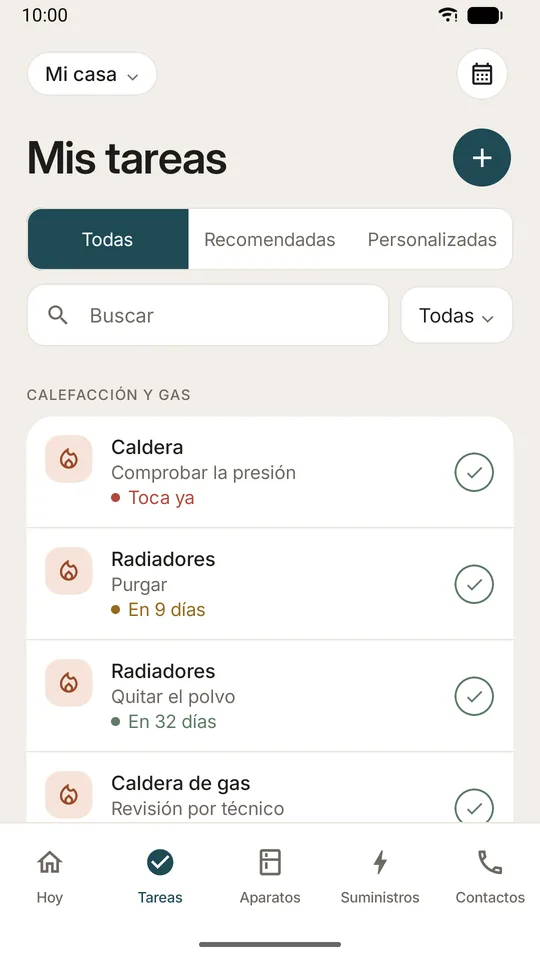 10:00
Mi casa
Mis tareas
Todas
Recomendadas
Personalizadas
Buscar
Todas
CALEFACCIÓN Y GAS
Caldera
Comprobar la presión
Toca ya
Radiadores
Purgar
En 9 días
Radiadores
Quitar el polvo
En 32 días
Caldera de gas
Revisión por técnico
Hoy
Tareas
Aparatos
Suministros
Contactos